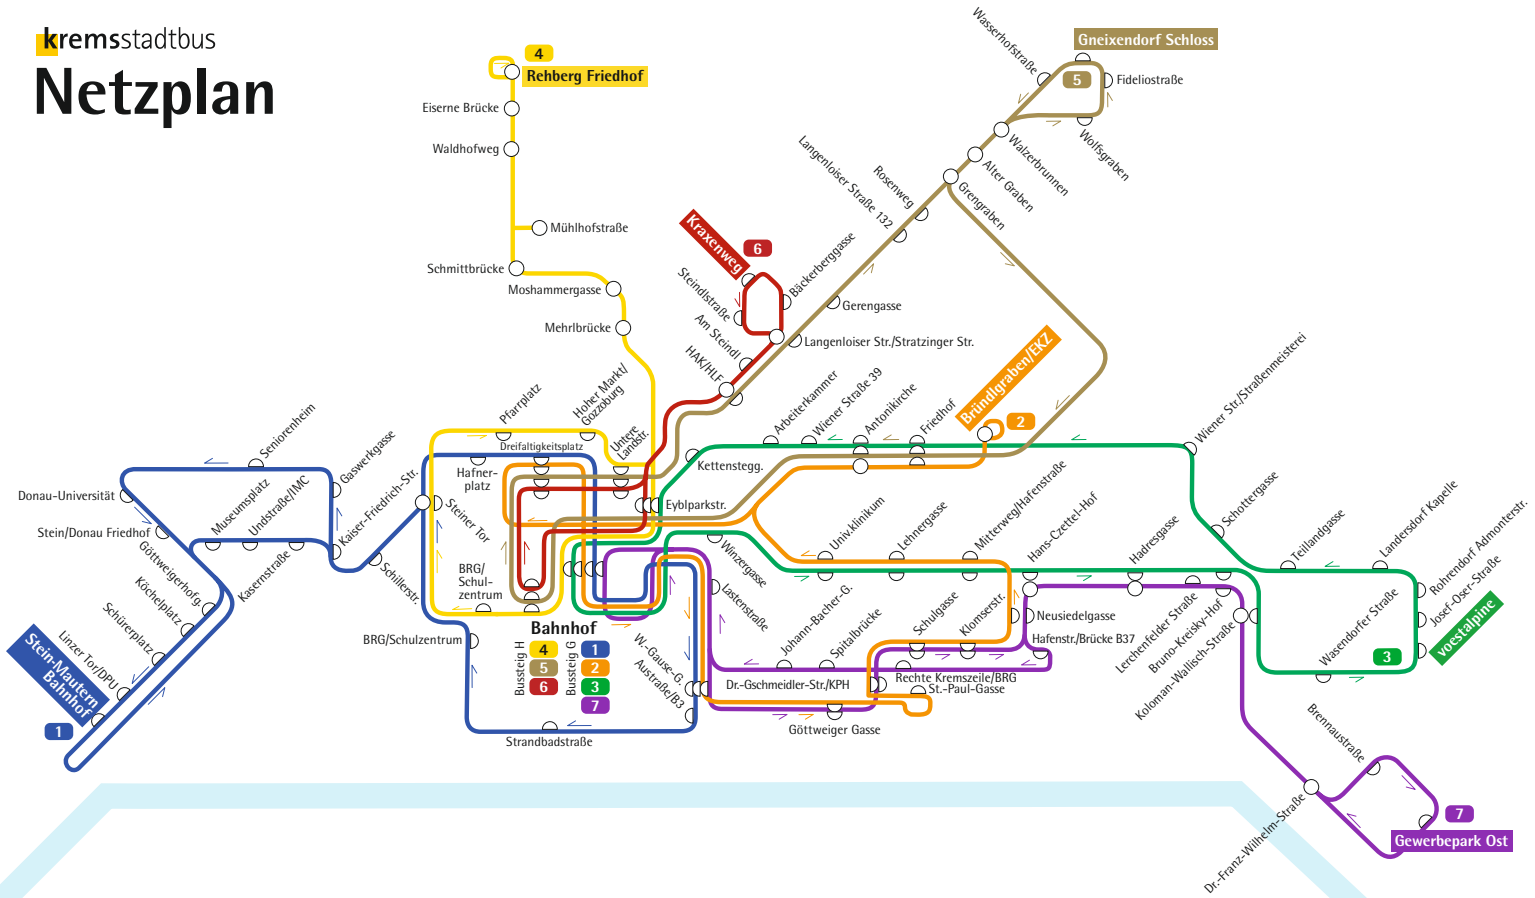 kremsstadtbus
Netzplan
4
Rehberg Friedhof
Eiserne Brücke
Waldhofweg
Mühlhofstraße
Schmittbrücke
Moshammergasse
Mehrlbrücke
Wasserhofstraße
Gneixendorf Schloss
5
Fideliostraße
Wolfsgraben
Walzerbrunnen
Alter Graben
Grengraben
Rosenweg
Langenloiser Straße 132
Gerengasse
Langenloiser Str./Stratzinger Str.
Kraxenweg
6
Bäckerberggasse
Steindlstraße
Am Steindl
HAK/HLF
Bründlgraben/EKZ
2
Arbeiterkammer
Wiener Straße 39
Antonikirche
Friedhof
Wiener Str./Straßenmeisterei
Pfarrplatz
Hoher Markt/
Gozzoburg
Untere
Landstr.
Dreifaltigkeitsplatz
Hafner-
platz
Kettenstegg.
Eyblparkstr.
Steiner Tor
BRG/
Schul-
zentrum
Seniorenheim
Gaswerkgasse
Kaiser-Friedrich-Str.
Donau-Universität
Stein/Donau Friedhof
Museumsplatz
Undstraße/IMC
Göttweigerhofg.
Köchelplatz
Schürerplatz
Linzer Tor/DPU
Kasernstraße
Schillerstr.
Stein-Mautern
Bahnhof
1
BRG/Schulzentrum
Bahnhof
Bussteig H
4
5
6
Bussteig G
1
2
3
7
Strandbadstraße
W.-Gause-G.
Austraße/B3
Winzergasse
Lastenstraße
Univklinikum
Lehnergasse
Mitterweg/Hafenstraße
Hans-Czettel-Hof
Hadresgasse
Schottergasse
Teillandgasse
Landersdorf Kapelle
Rohrendorf Admonterstr.
Josef-Oser-Straße
voestalpine
3
Wasendorfer Straße
Johann-Bacher-G.
Spitalbrücke
Schulgasse
Klomserstr.
Neusiedelgasse
Hafenstr./Brücke B37
Rechte Kremszeile/BRG
St.-Paul-Gasse
Dr.-Gschmeidler-Str./KPH
Göttweiger Gasse
Lerchenfelder Straße
Bruno-Kreisky-Hof
Koloman-Wallisch-Straße
Brennaustraße
Dr.-Franz-Wilhelm-Straße
7
Gewerbepark Ost